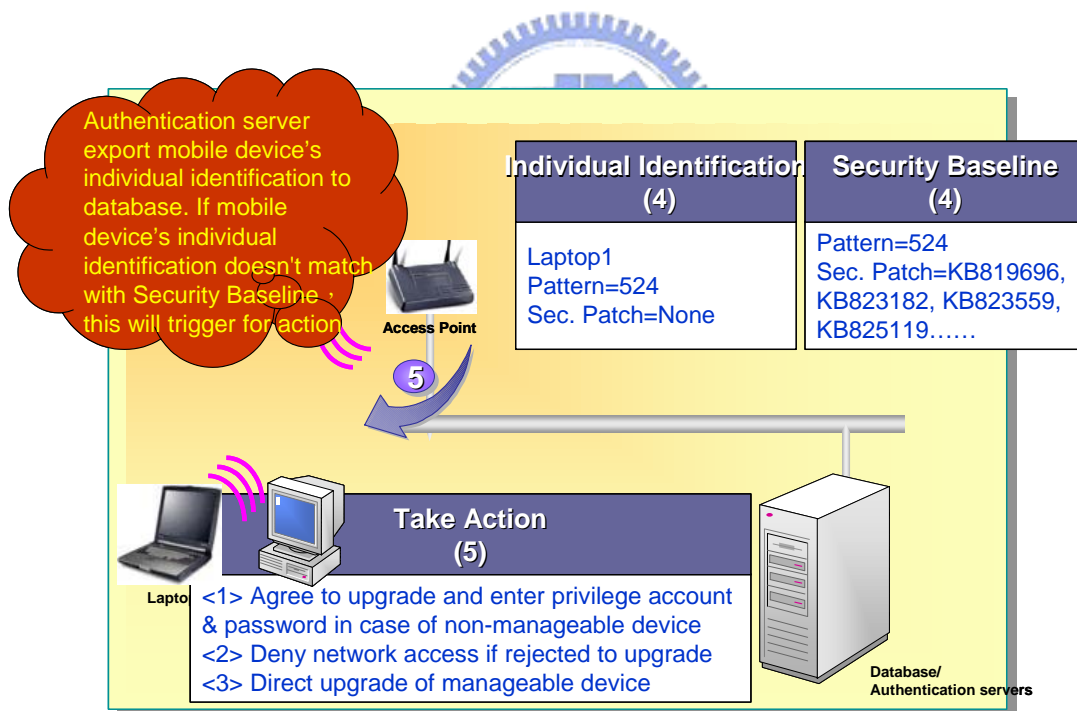 Authentication server
export mobile device's
individual identification to
database. If mobile
device's individual
identification doesn't match
with Security Baseline,
this will trigger for action
Individual Identification
(4)
Laptop1
Pattern=524
Sec. Patch=None
Security Baseline
(4)
Pattern=524
Sec. Patch=KB819696,
KB823182, KB823559,
KB825119……
Access Point
5
Take Action
(5)
<1> Agree to upgrade and enter privilege account
& password in case of non-manageable device
<2> Deny network access if rejected to upgrade
<3> Direct upgrade of manageable device
Laptop
Database/
Authentication servers